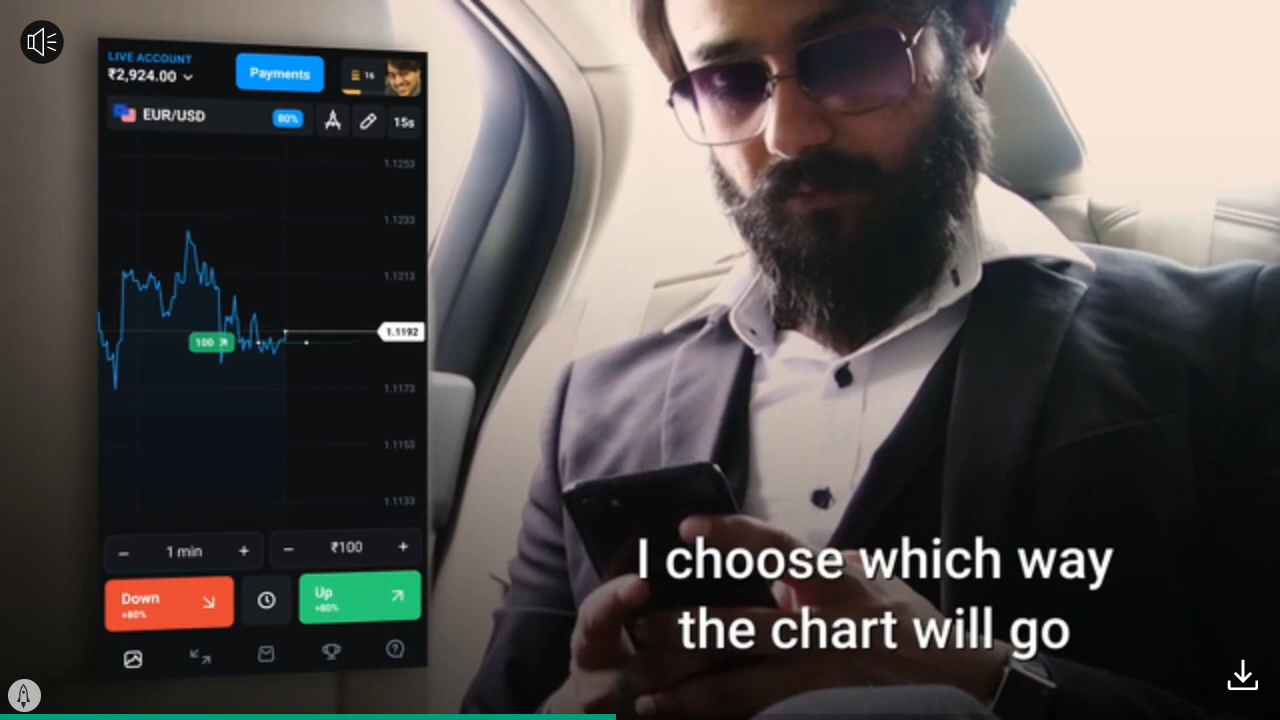 LIVE ACCOUNT
₹2,924.00
Payments
16
EUR/USD
80%
15s
1.1253
1.1233
1.1213
1.1192
100
1.1173
1.1153
1.1133
1 min
₹100
Down
+80%
Up
+80%
I choose which way
the chart will go